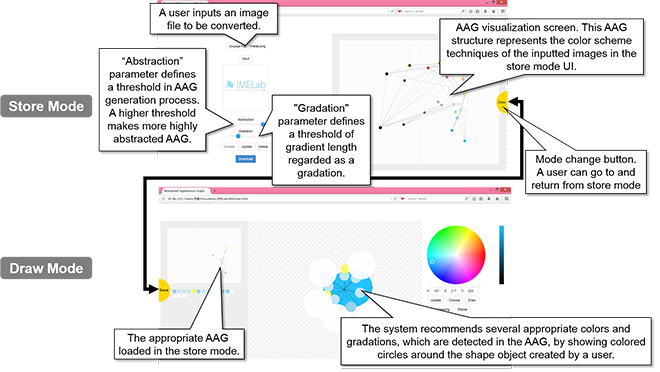 A user inputs an image
file to be converted.
Input
IMELab
Abstraction
Gradation
Convert Update Delete
Download
"Abstraction"
parameter defines
a threshold in AAG
generation process.
A higher threshold
makes more highly
abstracted AAG.
"Gradation"
parameter defines
a threshold of
gradient length
regarded as a
gradation.
AAG visualization screen. This AAG
structure represents the color scheme
techniques of the inputted images in the
store mode UI.
Store Mode
Draw
Mode change button.
A user can go to and
return from store mode
Abstracted Appearance Graph
Draw Mode
Store
Update Choose Draw
The appropriate AAG
loaded in the store mode.
The system recommends several appropriate colors and
gradations, which are detected in the AAG, by showing colored
circles around the shape object created by a user.